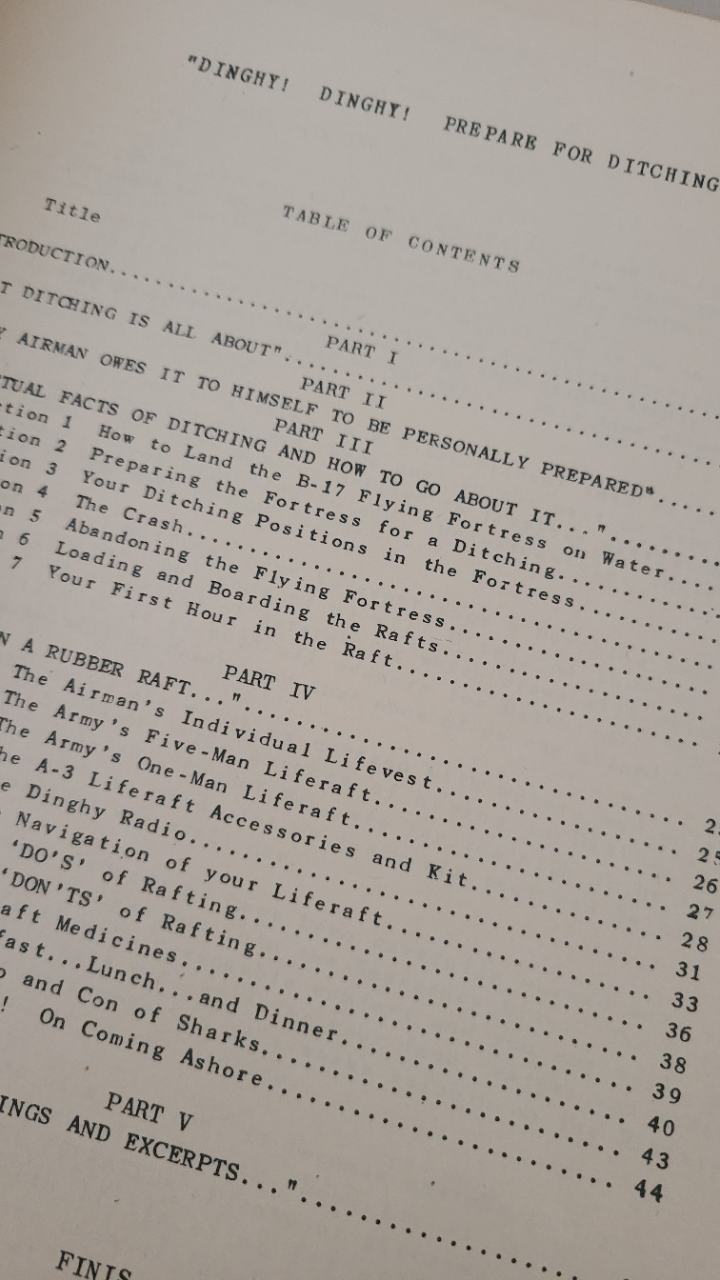 "DINGHY! DINGHY! PREPARE FOR DITCHING
TABLE OF CONTENTS
Title
TRODUCTION..........
PART I
T DITCHING IS ALL ABOUT"..........
PART II
Y AIRMAN OWES IT TO HIMSELF TO BE PERSONALLY PREPARED".....
PART III
TUAL FACTS OF DITCHING AND HOW TO GO ABOUT IT..."..........
ction 1 How to Land the B-17 Flying Fortress on Water....
tion 2 Preparing the Fortress for a Ditching..........
ion 3 Your Ditching Positions in the Fortress..........
on 4 The Crash..........
n 5 Abandoning the Flying Fortress..........
n 6 Loading and Boarding the Rafts..........
7 Your First Hour in the Raft..........
PART IV
N A RUBBER RAFT..."..........2
The Airman's Individual Lifevest..........25
The Army's Five-Man Liferaft..........26
The Army's One-Man Liferaft..........27
he A-3 Liferaft Accessories and Kit..........28
e Dinghy Radio..........31
Navigation of your Liferaft..........33
'DO'S' of Rafting..........36
'DON'TS' of Rafting..........38
aft Medicines..........39
fast...Lunch...and Dinner..........40
o and Con of Sharks..........43
! On Coming Ashore..........44
PART V
INGS AND EXCERPTS..."..........
FINIS